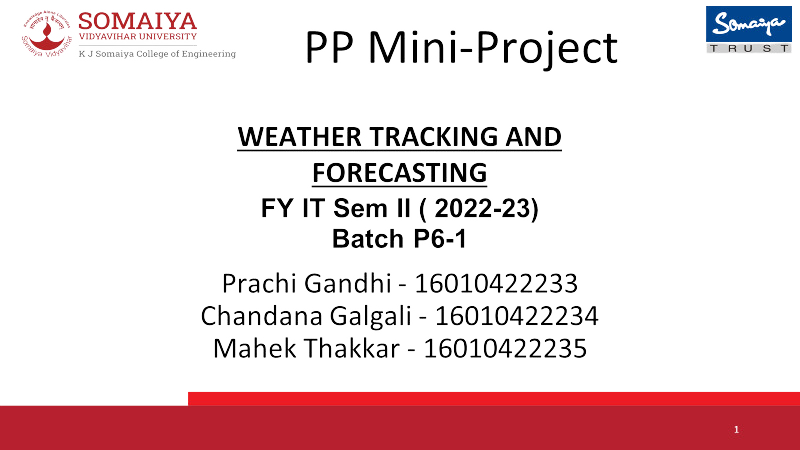 SOMAIYA
VIDYAVIHAR UNIVERSITY
K J Somaiya College of Engineering
PP Mini-Project
Somaiya
TRUST
WEATHER TRACKING AND
FORECASTING
FY IT Sem II ( 2022-23)
Batch P6-1
Prachi Gandhi - 16010422233
Chandana Galgali - 16010422234
Mahek Thakkar - 16010422235
1